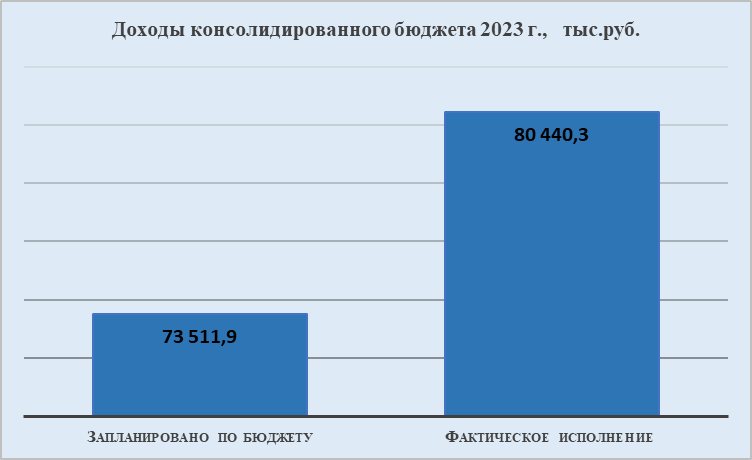 Доходы консолидированного бюджета 2023 г., тыс.руб.
80 440,3
73 511,9
Запланировано по бюджету
Фактическое исполнение